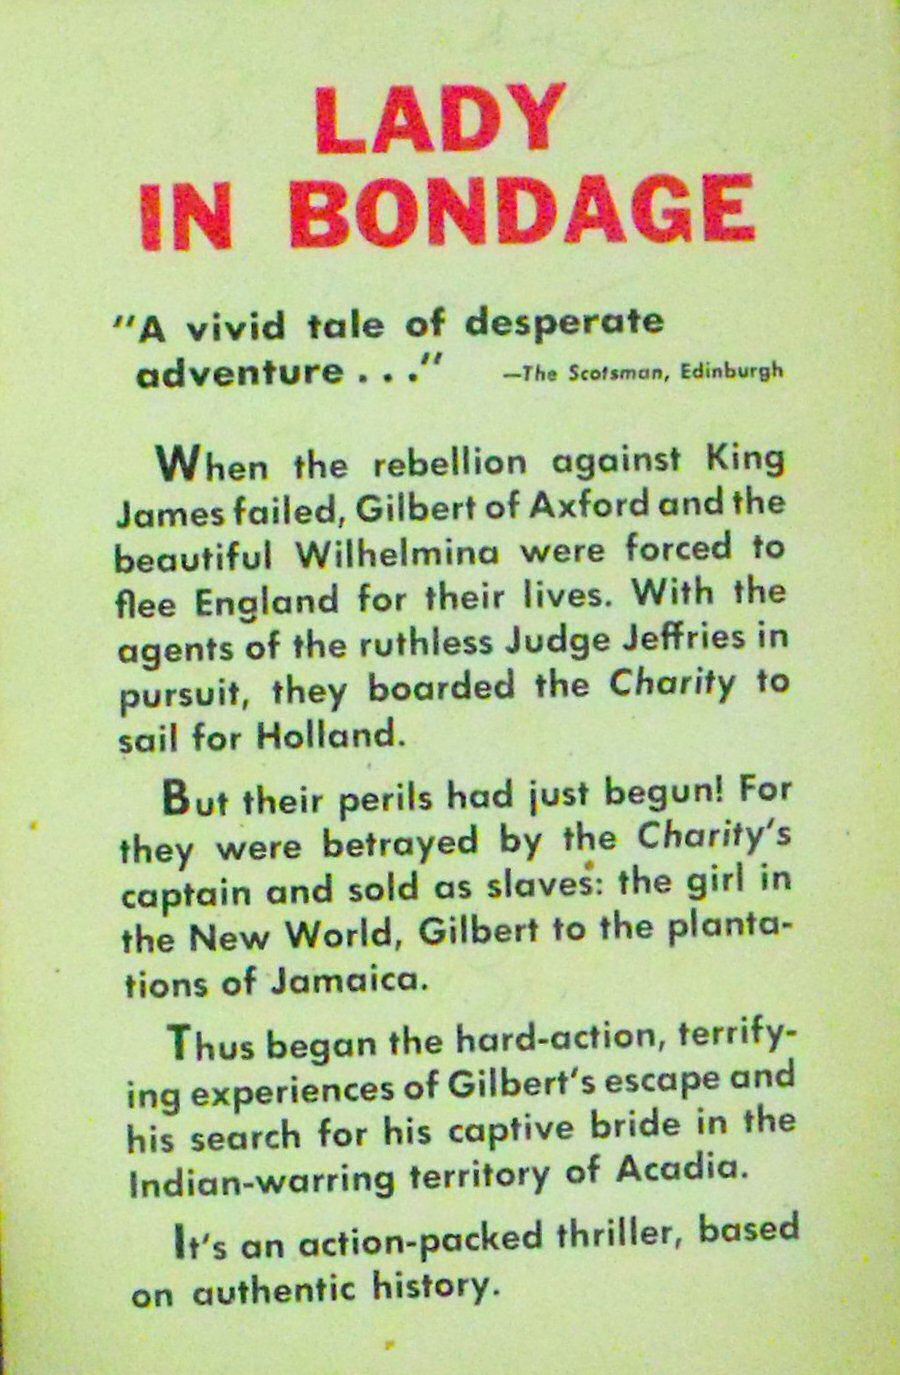 LADY
IN BONDAGE
"A vivid tale of desperate
adventure . . ." —The Scotsman, Edinburgh
When the rebellion against King
James failed, Gilbert of Axford and the
beautiful Wilhelmina were forced to
flee England for their lives. With the
agents of the ruthless Judge Jeffries in
pursuit, they boarded the Charity to
sail for Holland.
But their perils had just begun! For
they were betrayed by the Charity's
captain and sold as slaves: the girl in
the New World, Gilbert to the planta-
tions of Jamaica.
Thus began the hard-action, terrify-
ing experiences of Gilbert's escape and
his search for his captive bride in the
Indian-warring territory of Acadia.
It's an action-packed thriller, based
on authentic history.